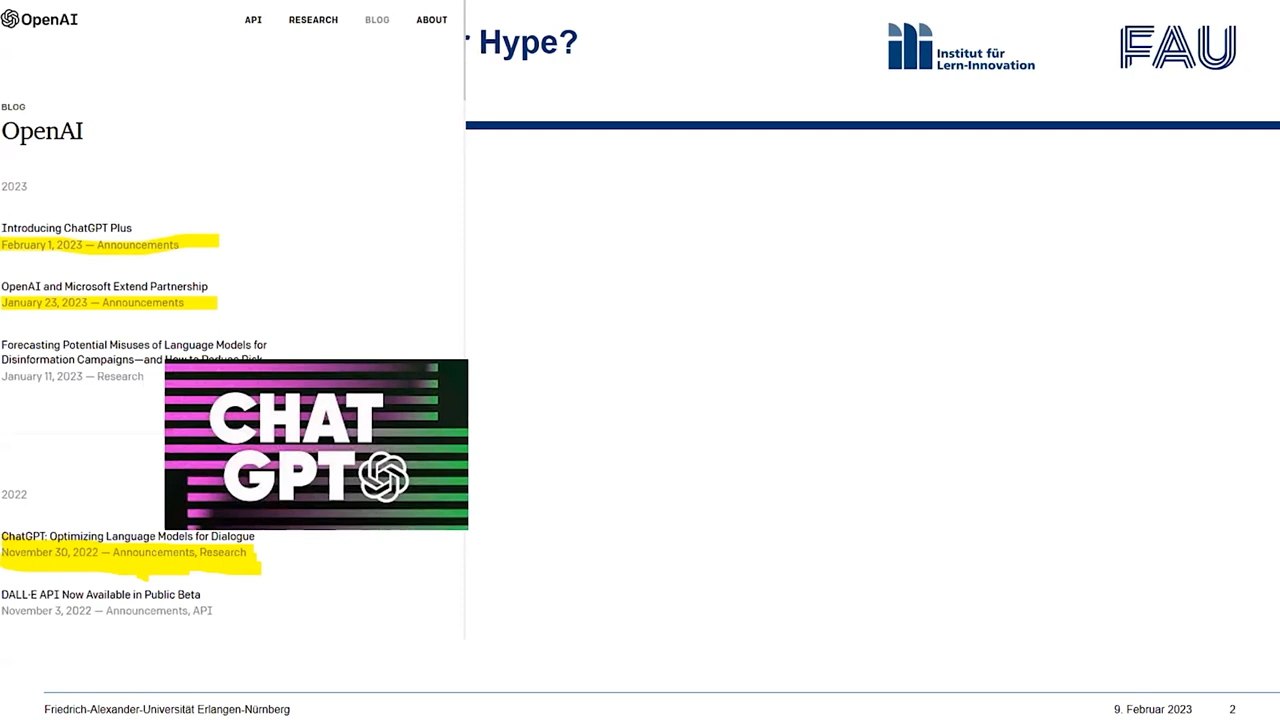 OpenAI
API RESEARCH BLOG ABOUT
Hype?
Institut für
Lern-Innovation
FAU
BLOG
OpenAI
2023
Introducing ChatGPT Plus
February 1, 2023 — Announcements
OpenAI and Microsoft Extend Partnership
January 23, 2023 — Announcements
Forecasting Potential Misuses of Language Models for
Disinformation Campaigns—and How to Reduce Risk
January 11, 2023 — Research
CHAT
GPT
2022
ChatGPT: Optimizing Language Models for Dialogue
November 30, 2022 — Announcements, Research
DALL·E API Now Available in Public Beta
November 3, 2022 — Announcements, API
Friedrich-Alexander-Universität Erlangen-Nürnberg
9. Februar 2023 2